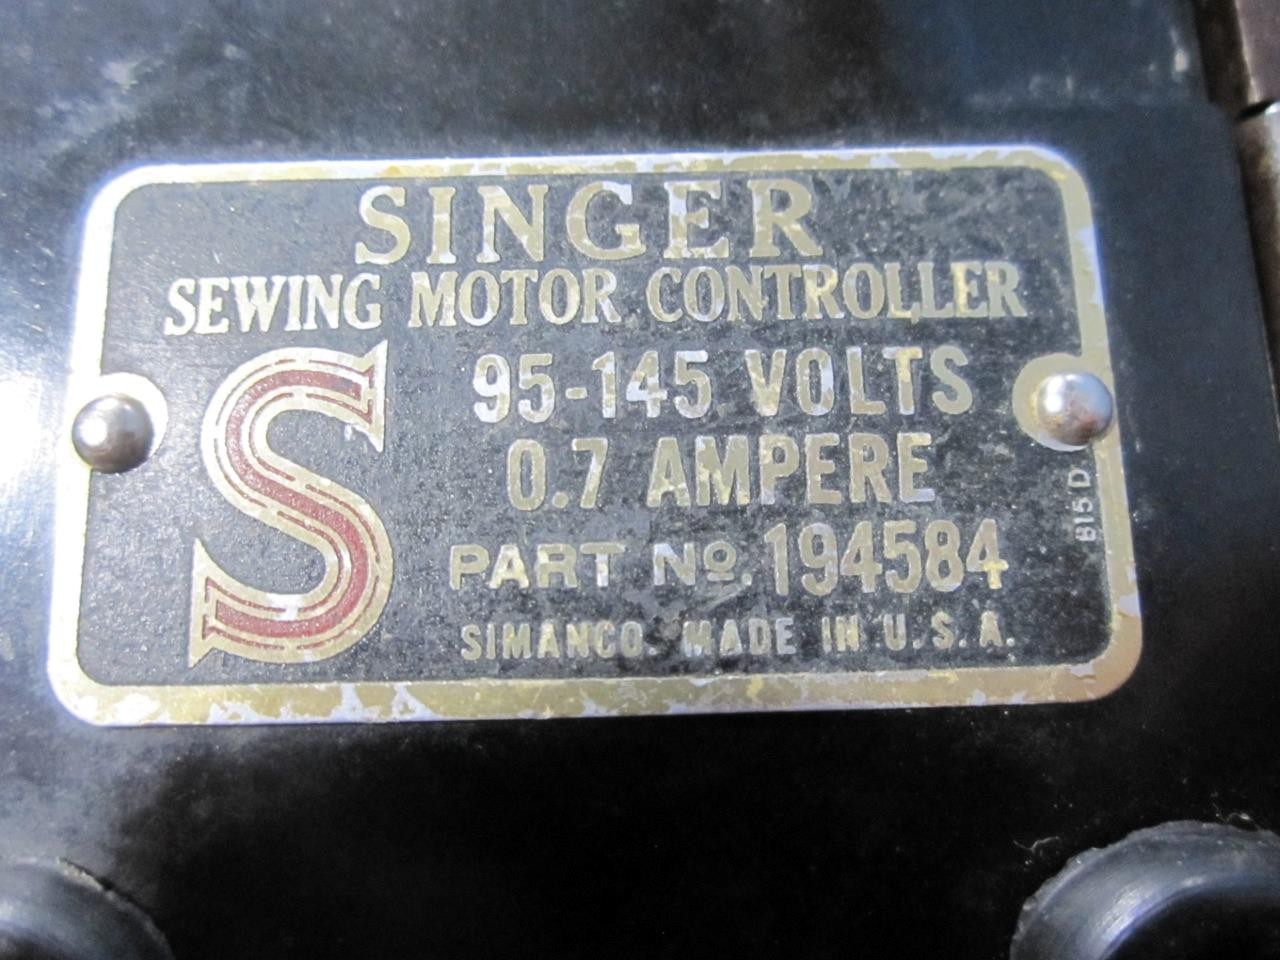 SINGER
SEWING MOTOR CONTROLLER
S
95-145 VOLTS
0.7 AMPERE
PART No. 194584
SIMANCO. MADE IN U.S.A.
815 D